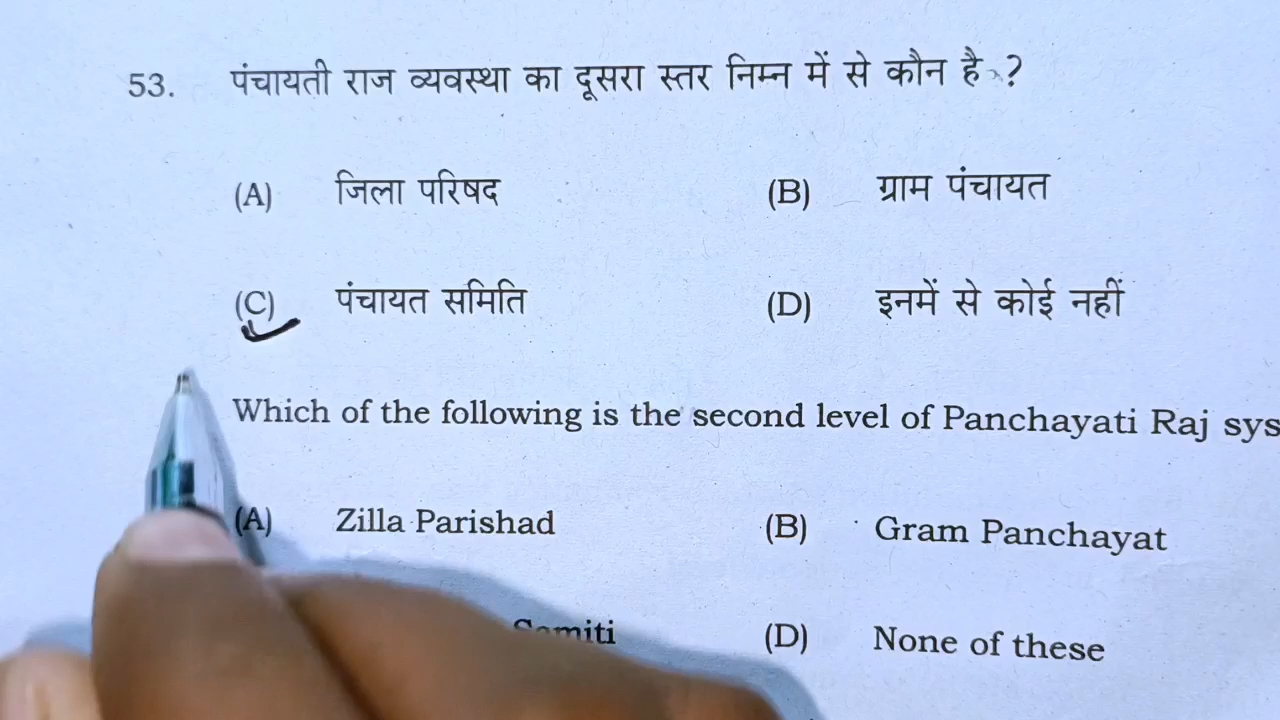 53. पंचायती राज व्यवस्था का दूसरा स्तर निम्न में से कौन है ?
(A) जिला परिषद (B) ग्राम पंचायत
(C) पंचायत समिति (D) इनमें से कोई नहीं
Which of the following is the second level of Panchayati Raj sys
(A) Zilla Parishad (B) Gram Panchayat
Samiti (D) None of these